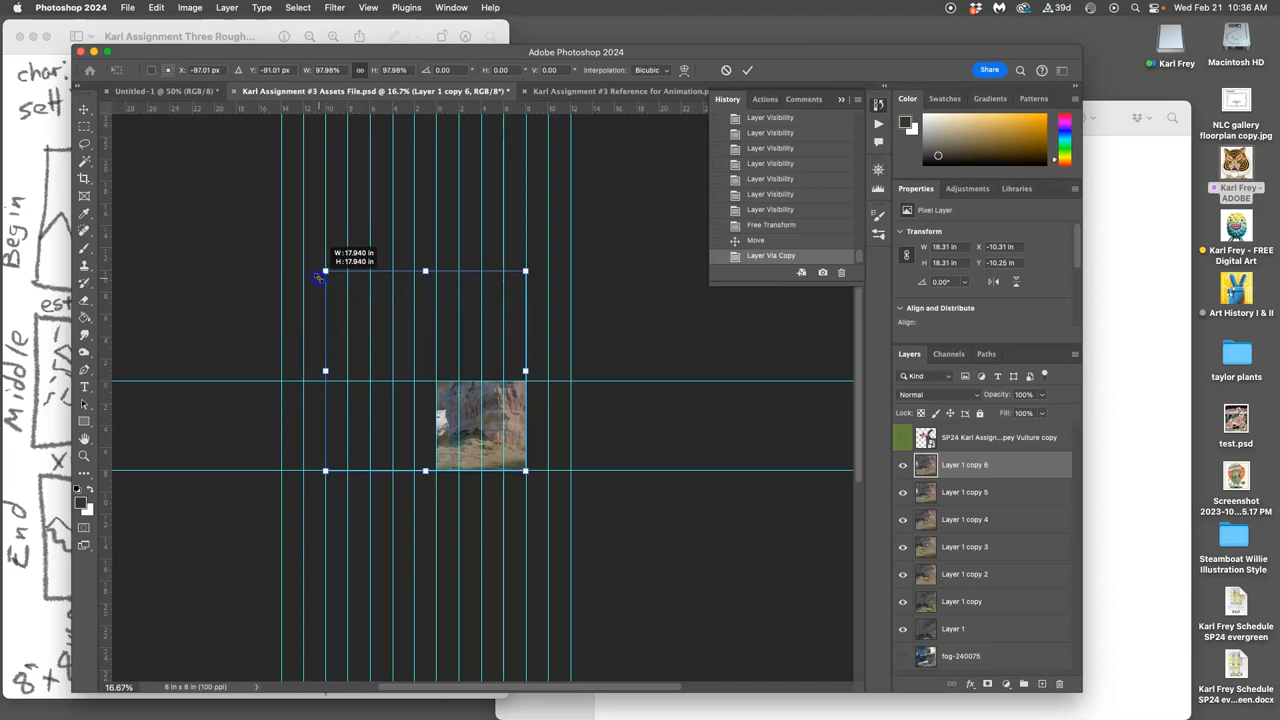 Photoshop 2024 File Edit Image Layer Type Select Filter View Plugins Window Help 39d Wed Feb 21 10:36 AM
Karl Assignment Three Rough...
Adobe Photoshop 2024
X: -97.01 px Y: -91.01 px W: 97.98% H: 97.98% 0.00 ° H: 0.00 ° V: 0.00 ° Interpolation: Bicubic Share
Untitled-1 @ 50% (RGB/8) * Karl Assignment #3 Assets File.psd @ 16.7% (Layer 1 copy 6, RGB/8*) * Karl Assignment #3 Reference for Animation.p
char.
Begin
Middle
End
8"
W: 17.940 in
H: 17.940 in
16.67% 8 in x 8 in (100 ppi)
History Actions Comments
Layer Visibility
Layer Visibility
Layer Visibility
Layer Visibility
Layer Visibility
Layer Visibility
Layer Visibility
Free Transform
Move
Layer Via Copy
Color Swatches Gradients Patterns
Properties Adjustments Libraries
Pixel Layer
Transform
W 18.31 in X -10.31 in
H 18.31 in Y -10.25 in
0.00°
Align and Distribute
Align:
Layers Channels Paths
Kind
Normal Opacity: 100%
Lock: Fill: 100%
SP24 Karl Assign...pey Vulture copy
Layer 1 copy 6
Layer 1 copy 5
Layer 1 copy 4
Layer 1 copy 3
Layer 1 copy 2
Layer 1 copy
Layer 1
fog-240075
Karl Frey
Macintosh HD
NLC gallery
floorplan copy.jpg
Karl Frey -
ADOBE
Karl Frey -
FREE
Digital Art
Art History I & II
taylor plants
test.psd
Screenshot
2023-10...5.17 PM
Steamboat Willie
Illustration Style
Karl Frey Schedule
SP24 evergreen
Karl Frey Schedule
SP24 ev...een.docx